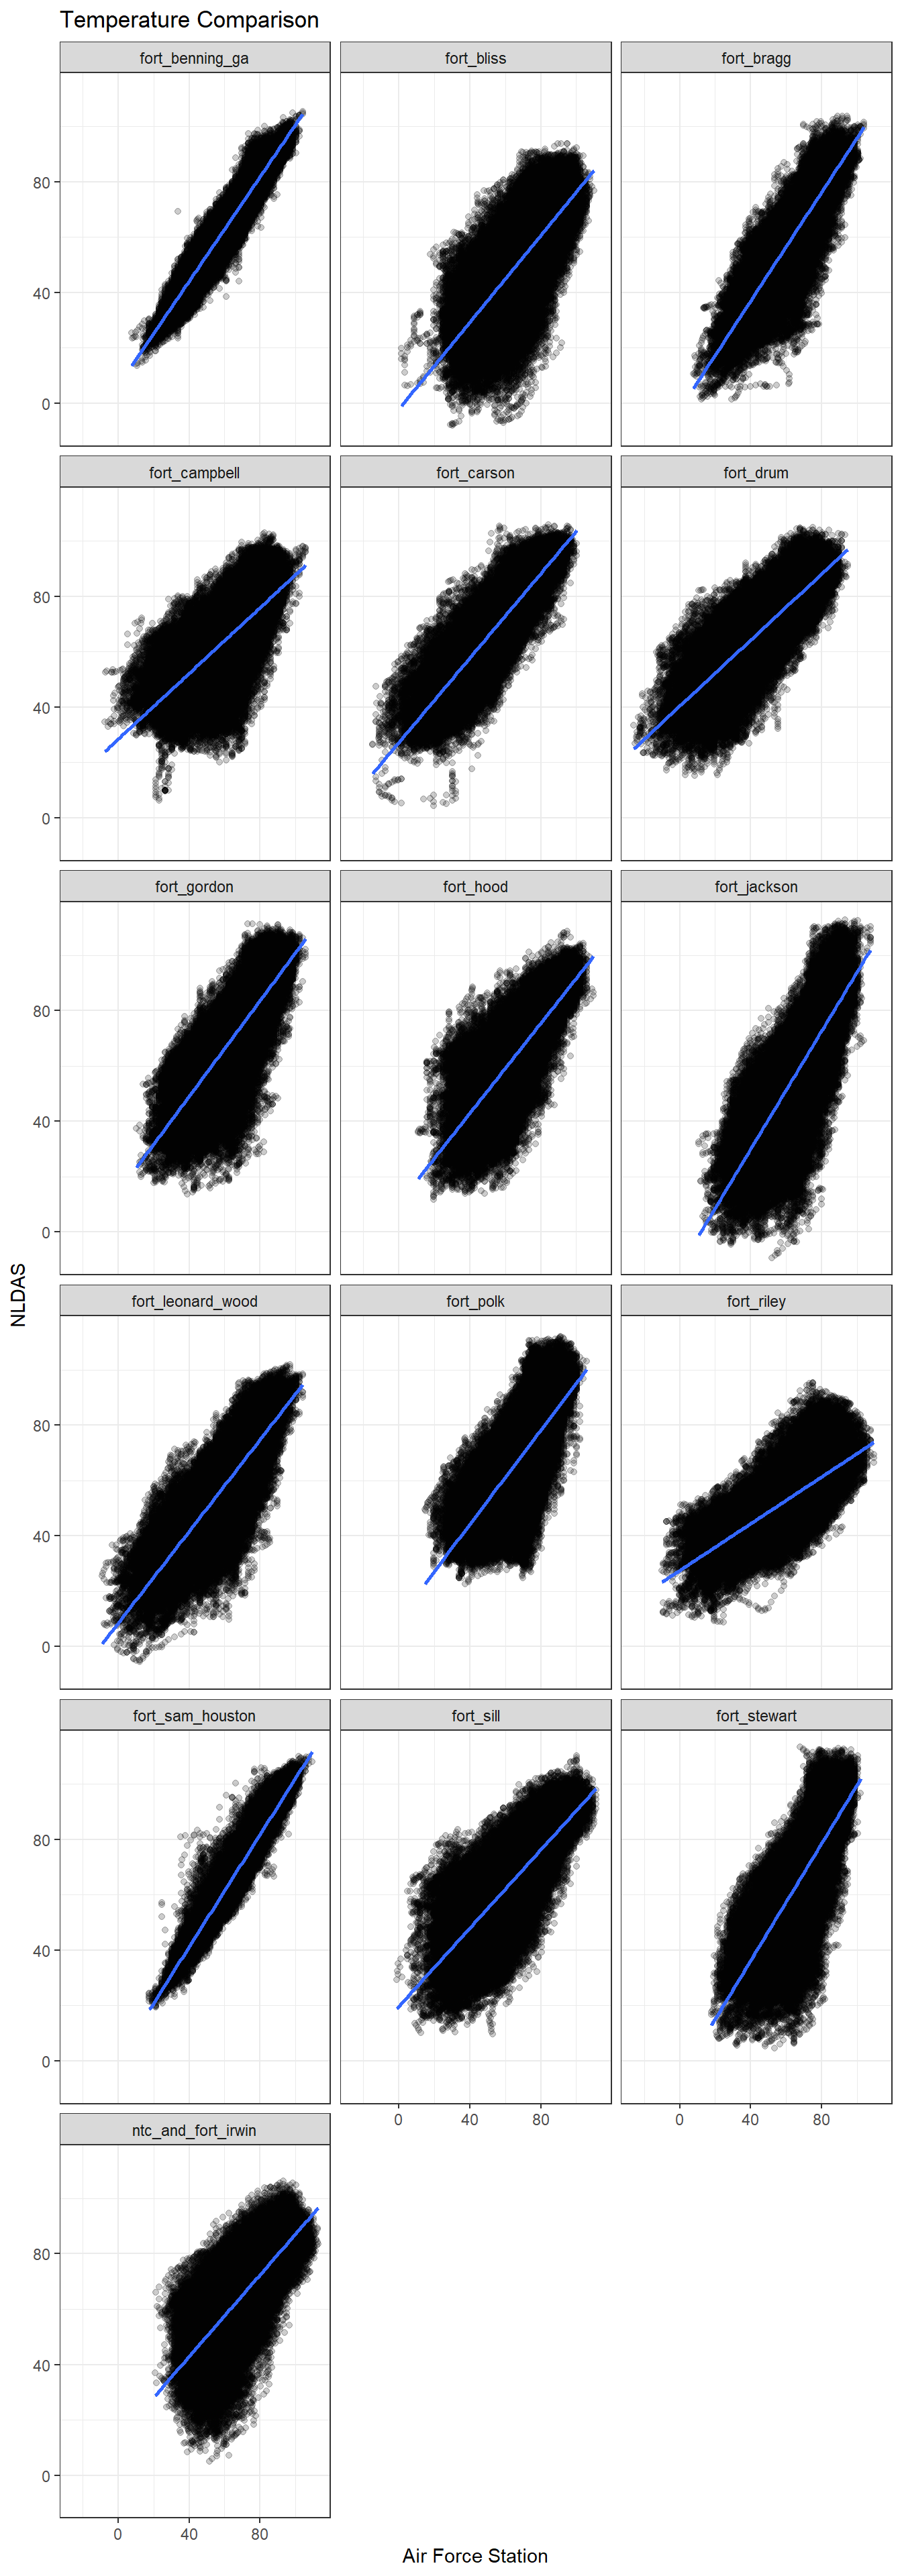 Temperature Comparison
fort_benning_ga fort_bliss fort_bragg
80
40
0
fort_campbell fort_carson fort_drum
80
40
0
fort_gordon fort_hood fort_jackson
80
40
0
NLDAS
fort_leonard_wood fort_polk fort_riley
80
40
0
fort_sam_houston fort_sill fort_stewart
80
40
0
0 40 80 0 40 80
ntc_and_fort_irwin
80
40
0
0 40 80
Air Force Station